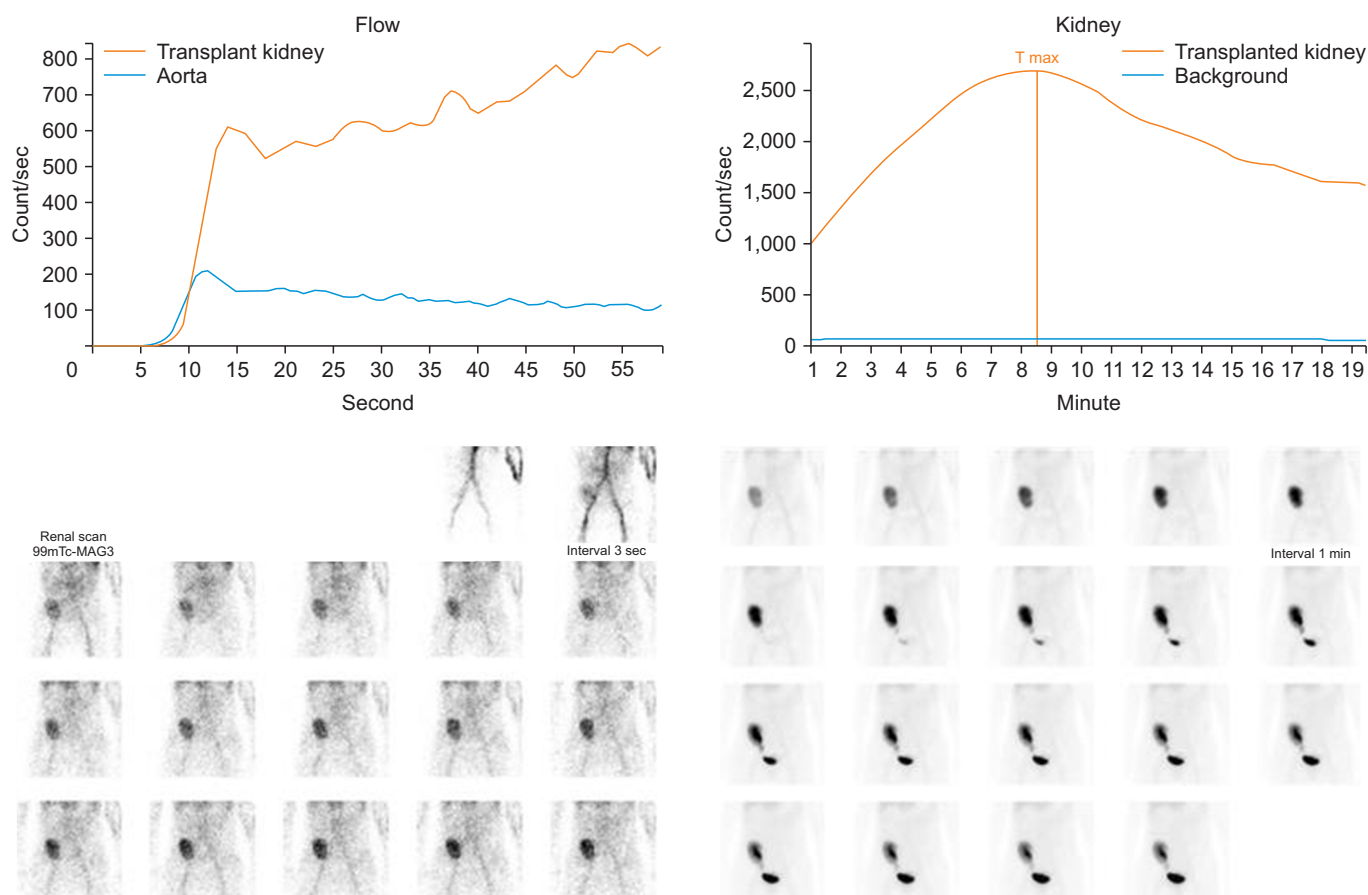 Flow
Transplant kidney
Aorta
800
700
600
500
400
300
200
100
0
5
10
15
20
25
30
35
40
45
50
55
Count/sec
Second
Kidney
Transplanted kidney
Background
T max
2,500
2,000
1,500
1,000
500
0
1 2 3 4 5 6 7 8 9 10 11 12 13 14 15 16 17 18 19
Count/sec
Minute
Renal scan
99mTc-MAG3
Interval 3 sec
Interval 1 min